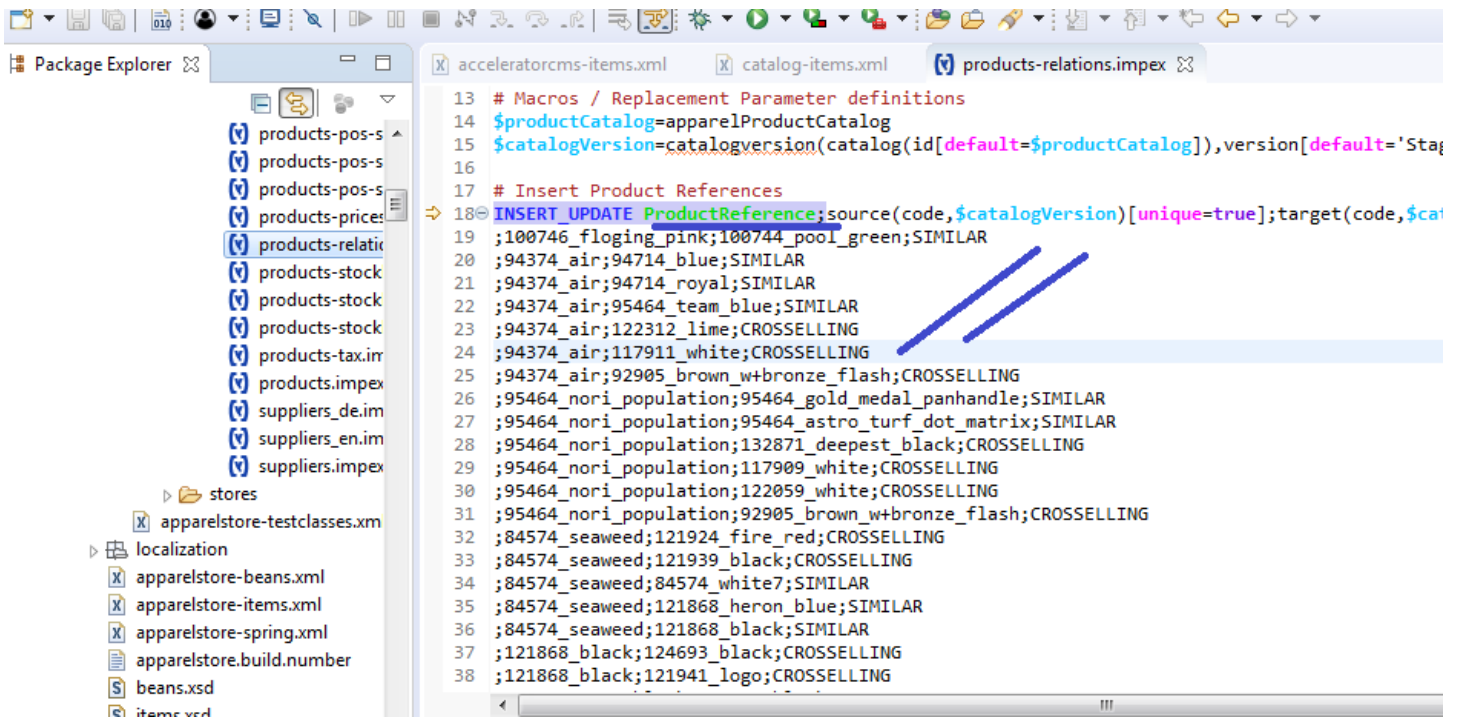 Package Explorer
acceleratorcms-items.xml
catalog-items.xml
products-relations.impex
products-pos-s
products-pos-s
products-pos-s
products-prices
products-relatic
products-stock
products-stock
products-stock
products-tax.im
products.impex
suppliers_de.im
suppliers_en.im
suppliers.impex
stores
apparelstore-testclasses.xm
localization
apparelstore-beans.xml
apparelstore-items.xml
apparelstore-spring.xml
apparelstore.build.number
beans.xsd
items.xsd
13 # Macros / Replacement Parameter definitions
14 $productCatalog=apparelProductCatalog
15 $catalogVersion=catalogversion(catalog(id[default=$productCatalog]),version[default='Stag
16
17 # Insert Product References
18 INSERT_UPDATE ProductReference;source(code,$catalogVersion)[unique=true];target(code,$cat
19 ;100746_floging_pink;100744_pool_green;SIMILAR
20 ;94374_air;94714_blue;SIMILAR
21 ;94374_air;94714_royal;SIMILAR
22 ;94374_air;95464_team_blue;SIMILAR
23 ;94374_air;122312_lime;CROSSELLING
24 ;94374_air;117911_white;CROSSELLING
25 ;94374_air;92905_brown_w+bronze_flash;CROSSELLING
26 ;95464_nori_population;95464_gold_medal_panhandle;SIMILAR
27 ;95464_nori_population;95464_astro_turf_dot_matrix;SIMILAR
28 ;95464_nori_population;132871_deepest_black;CROSSELLING
29 ;95464_nori_population;117909_white;CROSSELLING
30 ;95464_nori_population;122059_white;CROSSELLING
31 ;95464_nori_population;92905_brown_w+bronze_flash;CROSSELLING
32 ;84574_seaweed;121924_fire_red;CROSSELLING
33 ;84574_seaweed;121939_black;CROSSELLING
34 ;84574_seaweed;84574_white7;SIMILAR
35 ;84574_seaweed;121868_heron_blue;SIMILAR
36 ;84574_seaweed;121868_black;SIMILAR
37 ;121868_black;124693_black;CROSSELLING
38 ;121868_black;121941_logo;CROSSELLING